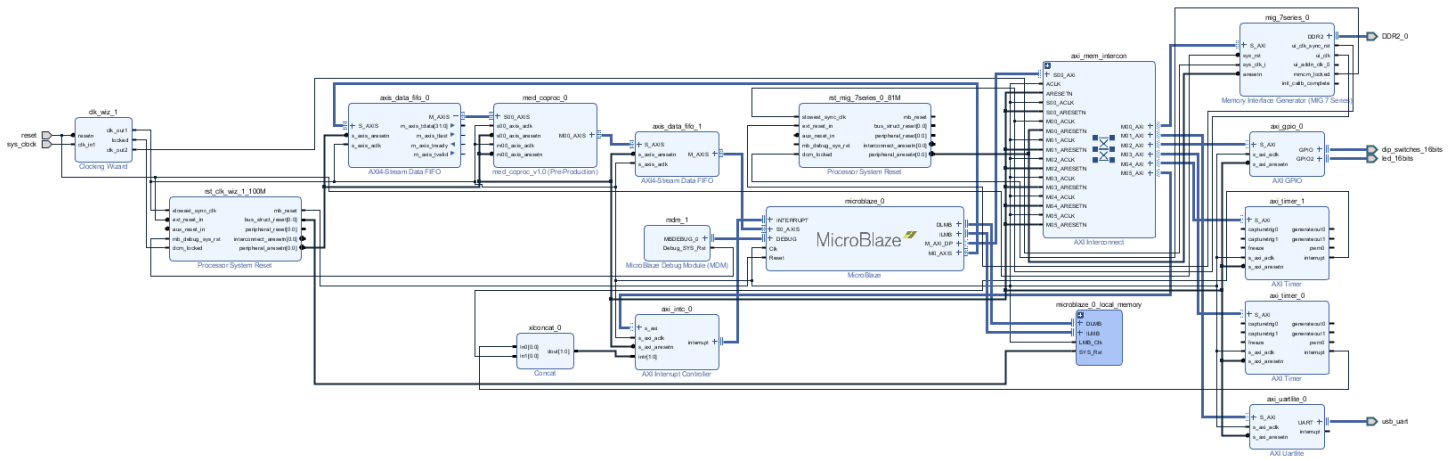 reset
sys_clock
clk_wiz_1
resetn
clk_in1
clk_out1
locked
clk_out2
Clocking Wizard
rst_clk_wiz_1_100M
slowest_sync_clk
ext_reset_in
aux_reset_in
mb_debug_sys_rst
dcm_locked
mb_reset
bus_struct_reset[0:0]
peripheral_reset[0:0]
interconnect_aresetn[0:0]
peripheral_aresetn[0:0]
Processor System Reset
axis_data_fifo_0
S_AXIS
s_axis_aresetn
s_axis_aclk
M_AXIS
m_axis_tdata[31:0]
m_axis_tlast
m_axis_tready
m_axis_tvalid
AXI4-Stream Data FIFO
med_coproc_0
S00_AXIS
s00_axis_aclk
s00_axis_aresetn
m00_axis_aclk
m00_axis_aresetn
M00_AXIS
med_coproc_v1.0 (Pre-Production)
axis_data_fifo_1
S_AXIS
s_axis_aresetn
s_axis_aclk
M_AXIS
AXI4-Stream Data FIFO
rst_mig_7series_0_81M
slowest_sync_clk
ext_reset_in
aux_reset_in
mb_debug_sys_rst
dcm_locked
mb_reset
bus_struct_reset[0:0]
peripheral_reset[0:0]
interconnect_aresetn[0:0]
peripheral_aresetn[0:0]
Processor System Reset
mdm_1
MBDEBUG_0
Debug_SYS_Rst
MicroBlaze Debug Module (MDM)
microblaze_0
INTERRUPT
S0_AXIS
DEBUG
Clk
Reset
MicroBlaze
DLMB
ILMB
M_AXI_DP
M0_AXIS
MicroBlaze
xlconcat_0
In0[0:0]
In1[0:0]
dout[1:0]
Concat
axi_intc_0
s_axi
s_axi_aclk
s_axi_aresetn
intr[1:0]
interrupt
AXI Interrupt Controller
axi_mem_intercon
S00_AXI
ACLK
ARESETN
S00_ACLK
S00_ARESETN
M00_ACLK
M00_ARESETN
M01_ACLK
M01_ARESETN
M02_ACLK
M02_ARESETN
M03_ACLK
M03_ARESETN
M04_ACLK
M04_ARESETN
M05_ACLK
M05_ARESETN
M00_AXI
M01_AXI
M02_AXI
M03_AXI
M04_AXI
M05_AXI
AXI Interconnect
microblaze_0_local_memory
DLMB
ILMB
LMB_Clk
SYS_Rst
mig_7series_0
S_AXI
sys_rst
sys_clk_i
aresetn
DDR2
ui_clk_sync_rst
ui_clk
ui_addn_clk_0
mmcm_locked
init_calib_complete
Memory Interface Generator (MIG 7 Series)
DDR2_0
axi_gpio_0
S_AXI
s_axi_aclk
s_axi_aresetn
GPIO
GPIO2
AXI GPIO
dip_switches_16bits
led_16bits
axi_timer_1
S_AXI
capturetrig0
capturetrig1
freeze
s_axi_aclk
s_axi_aresetn
generateout0
generateout1
pwm0
interrupt
AXI Timer
axi_timer_0
S_AXI
capturetrig0
capturetrig1
freeze
s_axi_aclk
s_axi_aresetn
generateout0
generateout1
pwm0
interrupt
AXI Timer
axi_uartlite_0
S_AXI
s_axi_aclk
s_axi_aresetn
UART
interrupt
AXI Uartlite
usb_uart